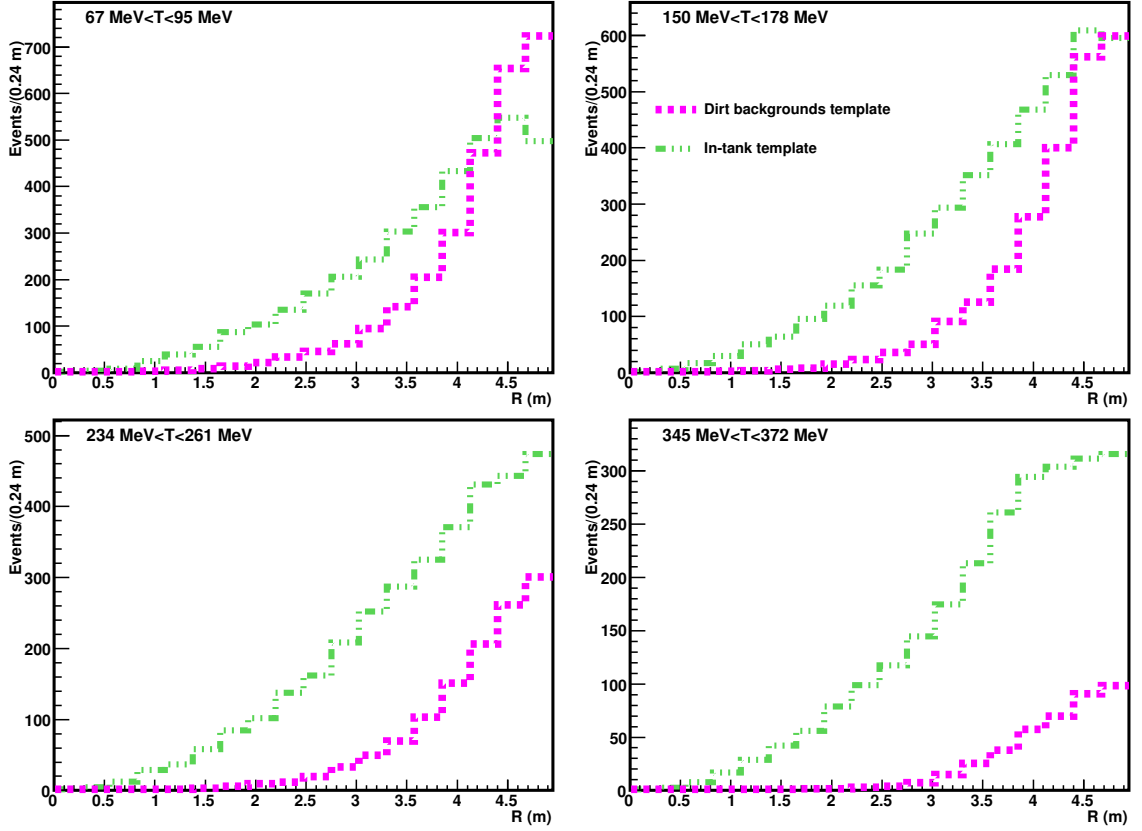 67 MeV<T<95 MeV
Events/(0.24 m)
700
600
500
400
300
200
100
0
0 0.5 1 1.5 2 2.5 3 3.5 4 4.5
R (m)
150 MeV<T<178 MeV
Dirt backgrounds template
In-tank template
Events/(0.24 m)
600
500
400
300
200
100
0
0 0.5 1 1.5 2 2.5 3 3.5 4 4.5
R (m)
234 MeV<T<261 MeV
Events/(0.24 m)
500
400
300
200
100
0
0 0.5 1 1.5 2 2.5 3 3.5 4 4.5
R (m)
345 MeV<T<372 MeV
Events/(0.24 m)
300
250
200
150
100
50
0
0 0.5 1 1.5 2 2.5 3 3.5 4 4.5
R (m)